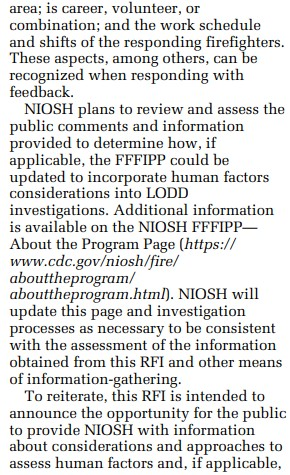 area; is career, volunteer, or
combination; and the work schedule
and shifts of the responding firefighters.
These aspects, among others, can be
recognized when responding with
feedback.
NIOSH plans to review and assess the
public comments and information
provided to determine how, if
applicable, the FFFIPP could be
updated to incorporate human factors
considerations into LODD
investigations. Additional information
is available on the NIOSH FFFIPP—
About the Program Page (https://
www.cdc.gov/niosh/fire/
abouttheprogram/
abouttheprogram.html). NIOSH will
update this page and investigation
processes as necessary to be consistent
with the assessment of the information
obtained from this RFI and other means
of information-gathering.
To reiterate, this RFI is intended to
announce the opportunity for the public
to provide NIOSH with information
about considerations and approaches to
assess human factors and, if applicable,